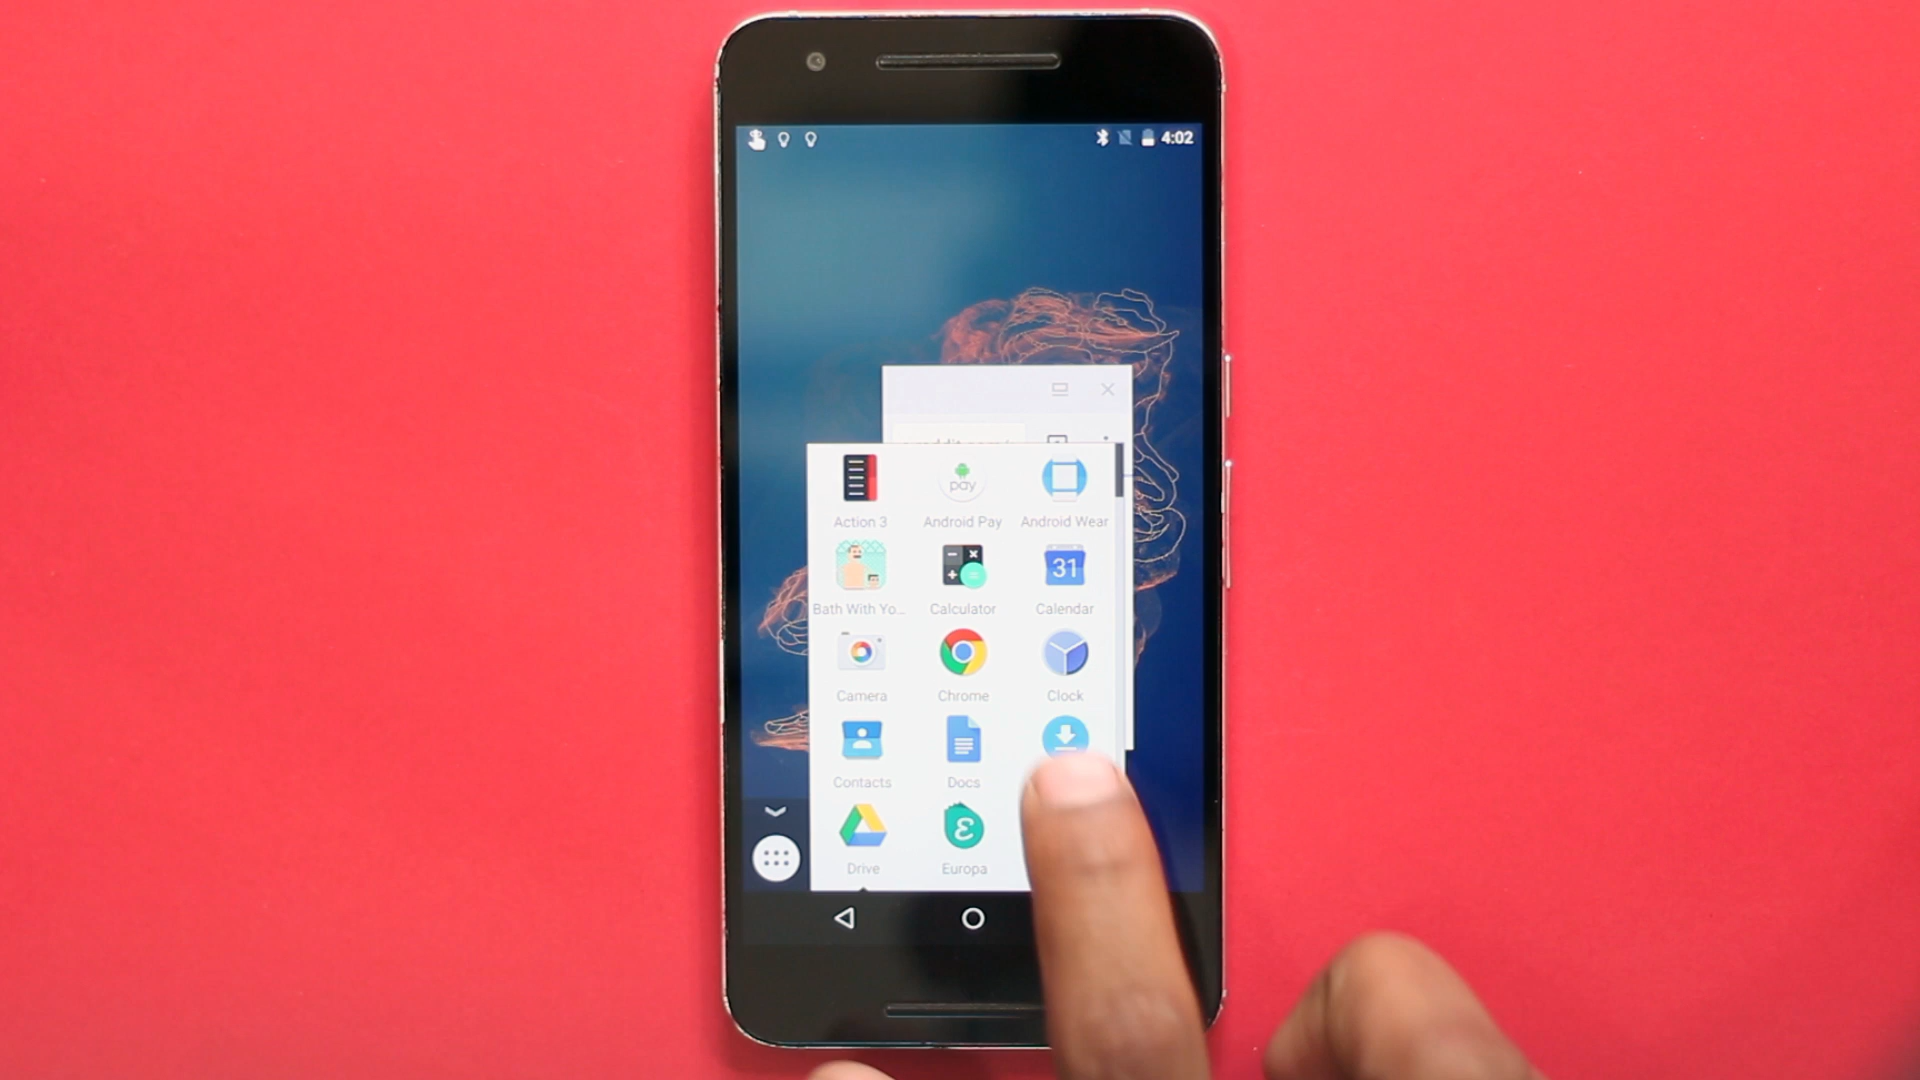 4:02
pay
Action 3
Android Pay
Android Wear
31
Bath With Yo...
Calculator
Calendar
Camera
Chrome
Clock
Contacts
Docs
Drive
Europa